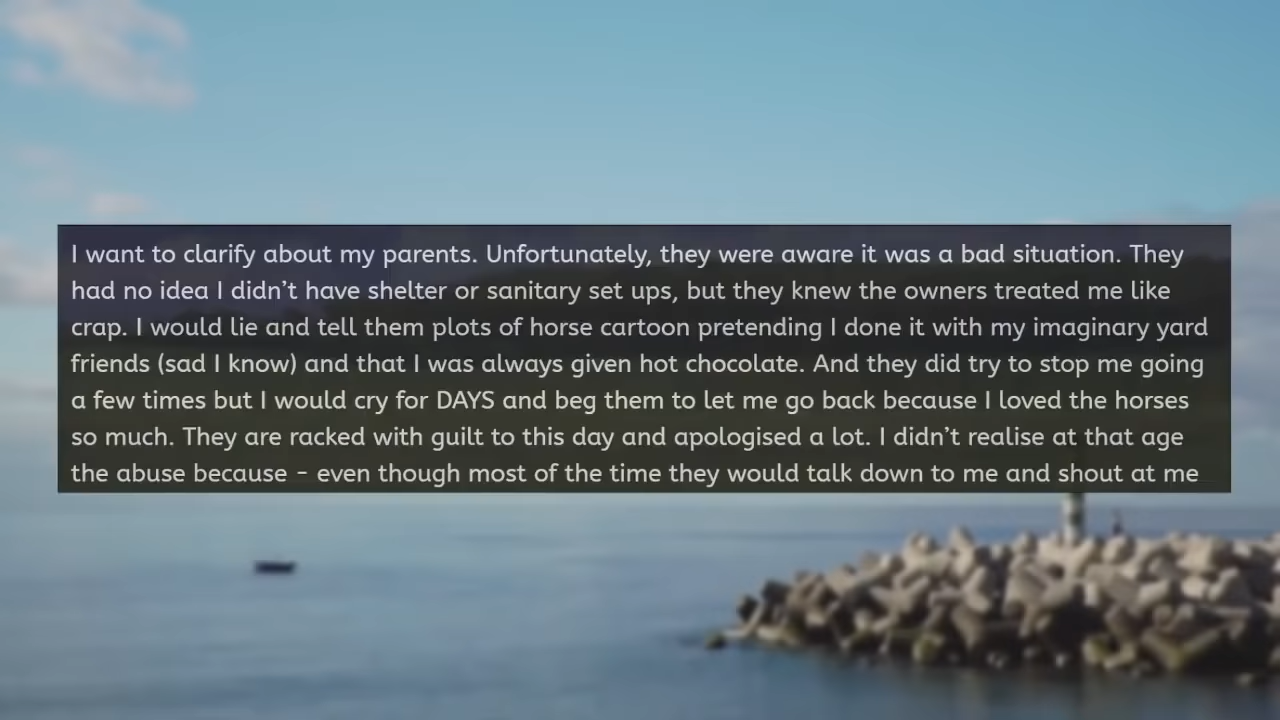 I want to clarify about my parents. Unfortunately, they were aware it was a bad situation. They
had no idea I didn’t have shelter or sanitary set ups, but they knew the owners treated me like
crap. I would lie and tell them plots of horse cartoon pretending I done it with my imaginary yard
friends (sad I know) and that I was always given hot chocolate. And they did try to stop me going
a few times but I would cry for DAYS and beg them to let me go back because I loved the horses
so much. They are racked with guilt to this day and apologised a lot. I didn’t realise at that age
the abuse because – even though most of the time they would talk down to me and shout at me